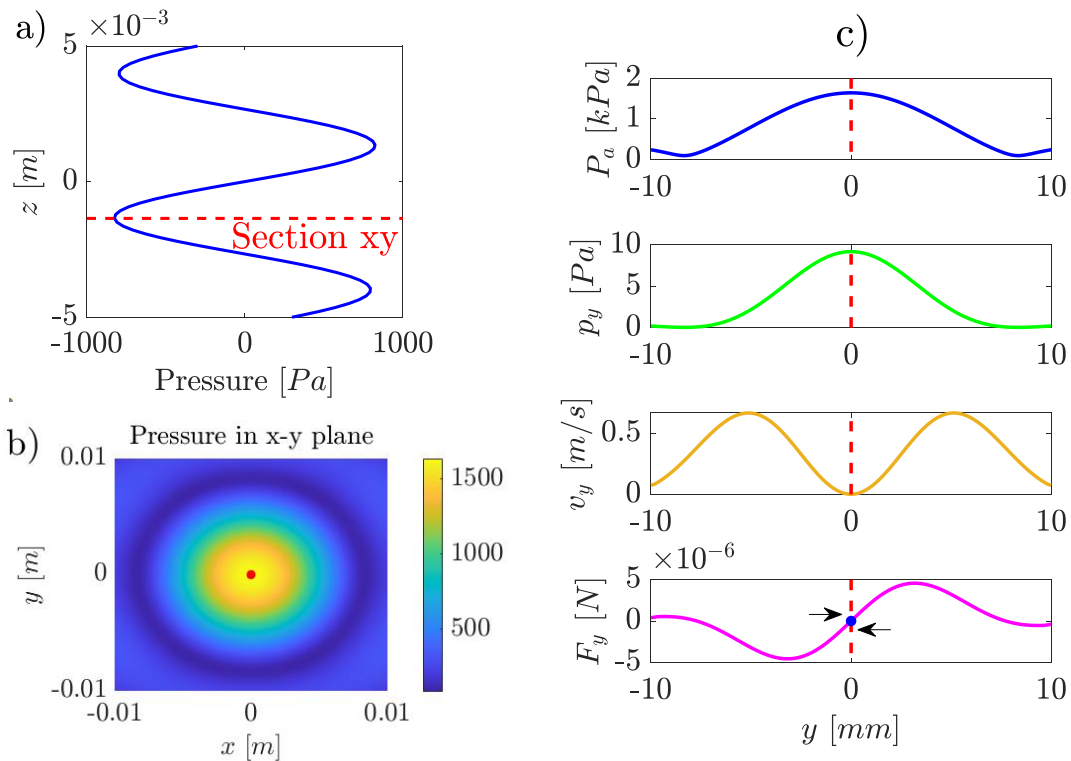 a)
×10⁻³
5
0
-5
z [m]
Section xy
-1000 0 1000
Pressure [Pa]
b)
Pressure in x-y plane
0.01
0
-0.01
y [m]
-0.01 0 0.01
x [m]
1500
1000
500
c)
2
1
0
P_a [kPa]
-10 0 10
10
5
0
p_y [Pa]
-10 0 10
0.5
0
v_y [m/s]
-10 0 10
×10⁻⁶
5
0
-5
F_y [N]
-10 0 10
y [mm]